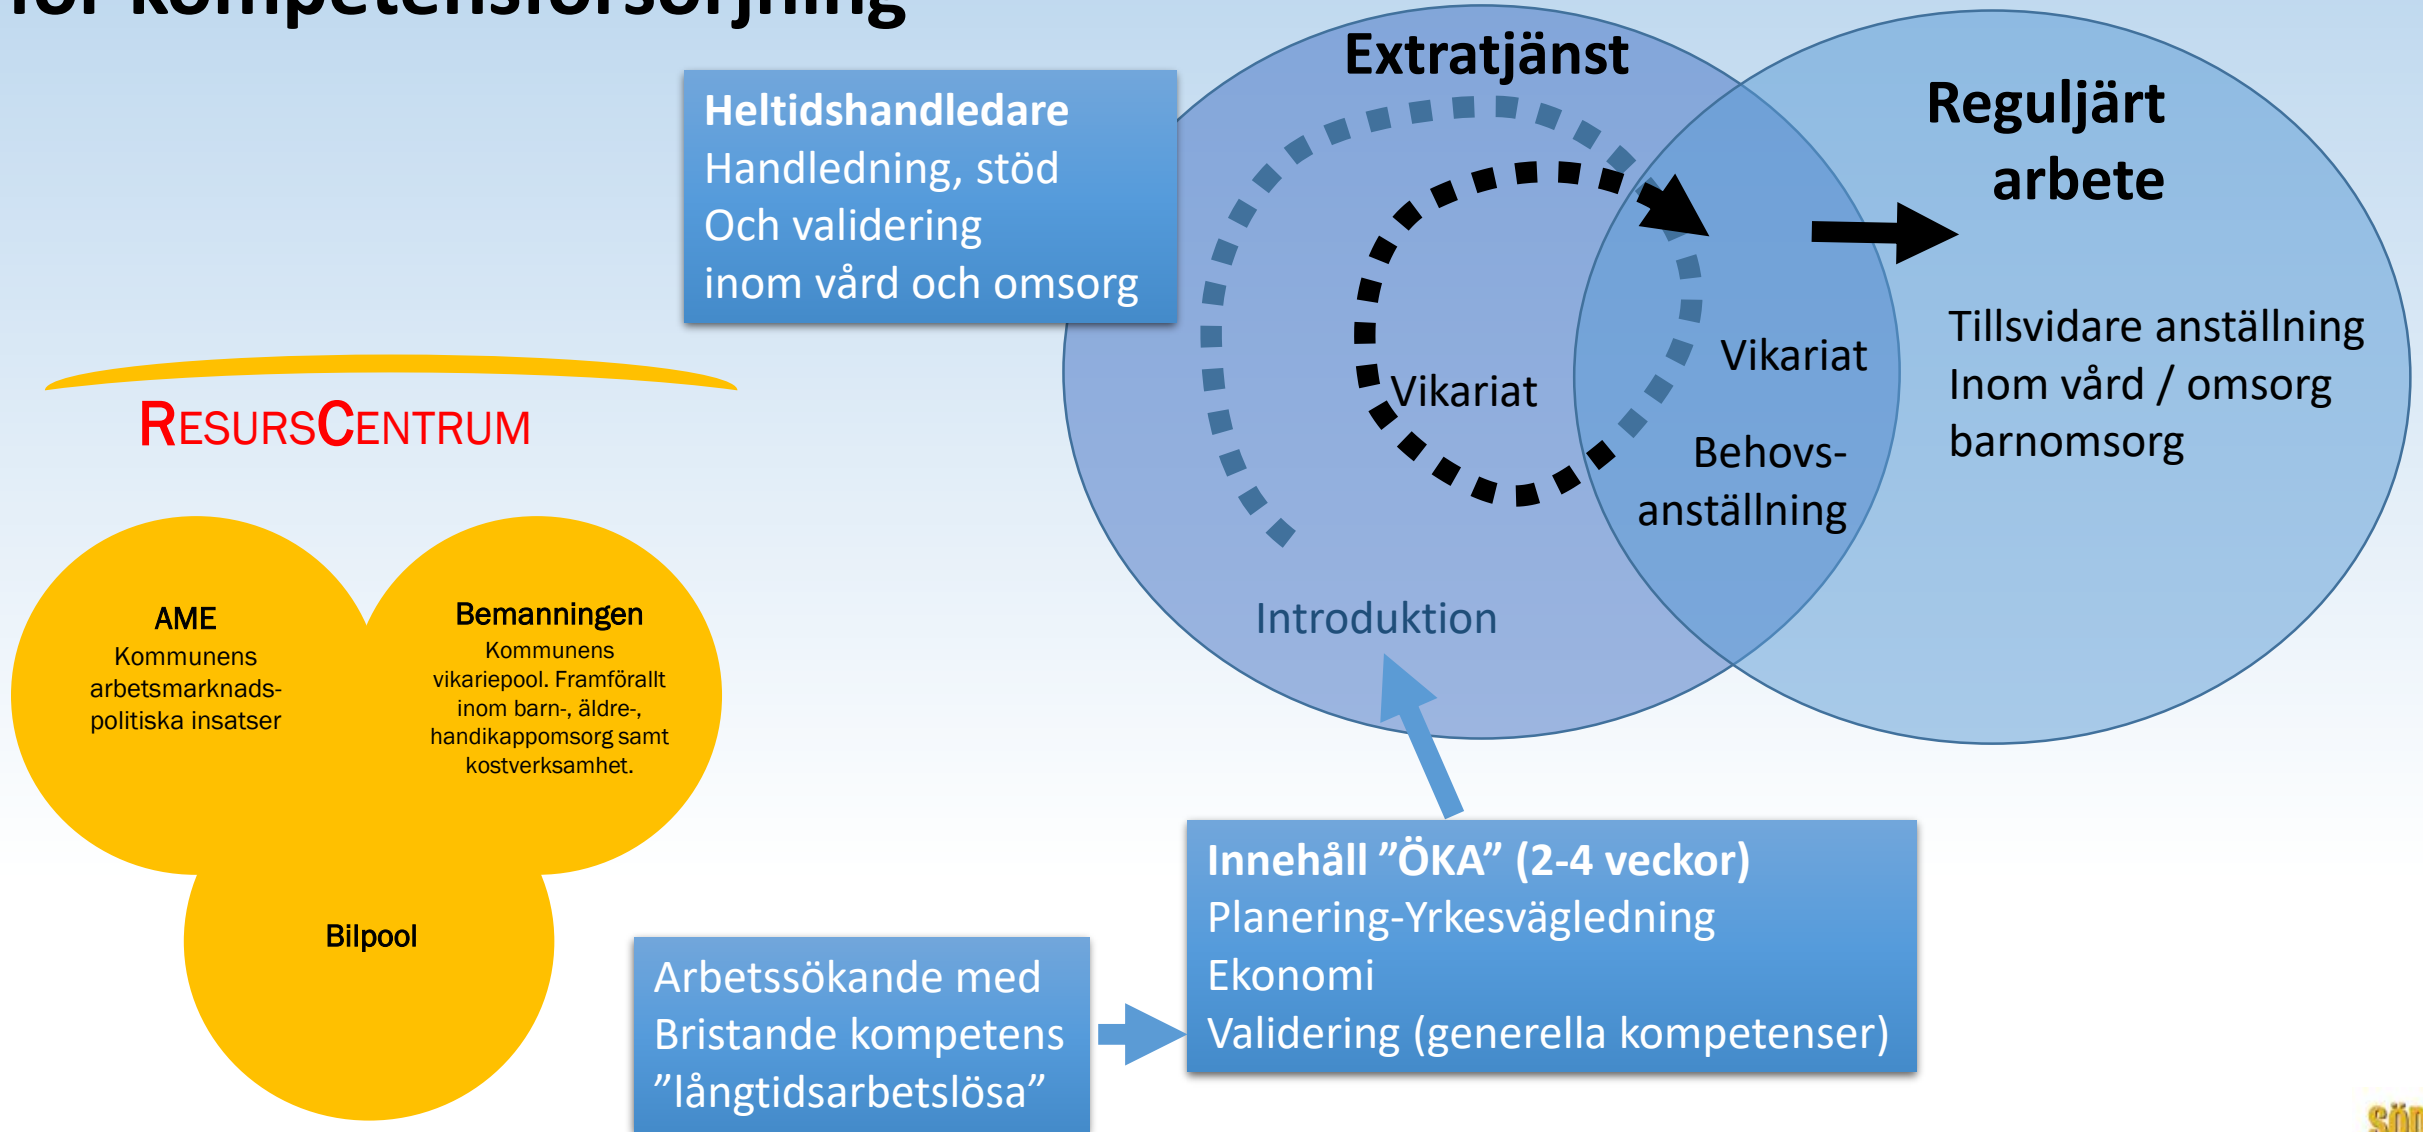 för kompetensförsörjning
Extratjänst
Reguljärt
arbete
Heltidshandledare
Handledning, stöd
Och validering
inom vård och omsorg
Tillsvidare anställning
Inom vård / omsorg
barnomsorg
Vikariat
Vikariat
Behovs-
anställning
Introduktion
RESURSCENTRUM
AME
Kommunens
arbetsmarknads-
politiska insatser
Bemanningen
Kommunens
vikariepool. Framförallt
inom barn-, äldre-,
handikappomsorg samt
kostverksamhet.
Bilpool
Arbetssökande med
Bristande kompetens
”långtidsarbetslösa”
Innehåll ”ÖKA” (2-4 veckor)
Planering-Yrkesvägledning
Ekonomi
Validering (generella kompetenser)